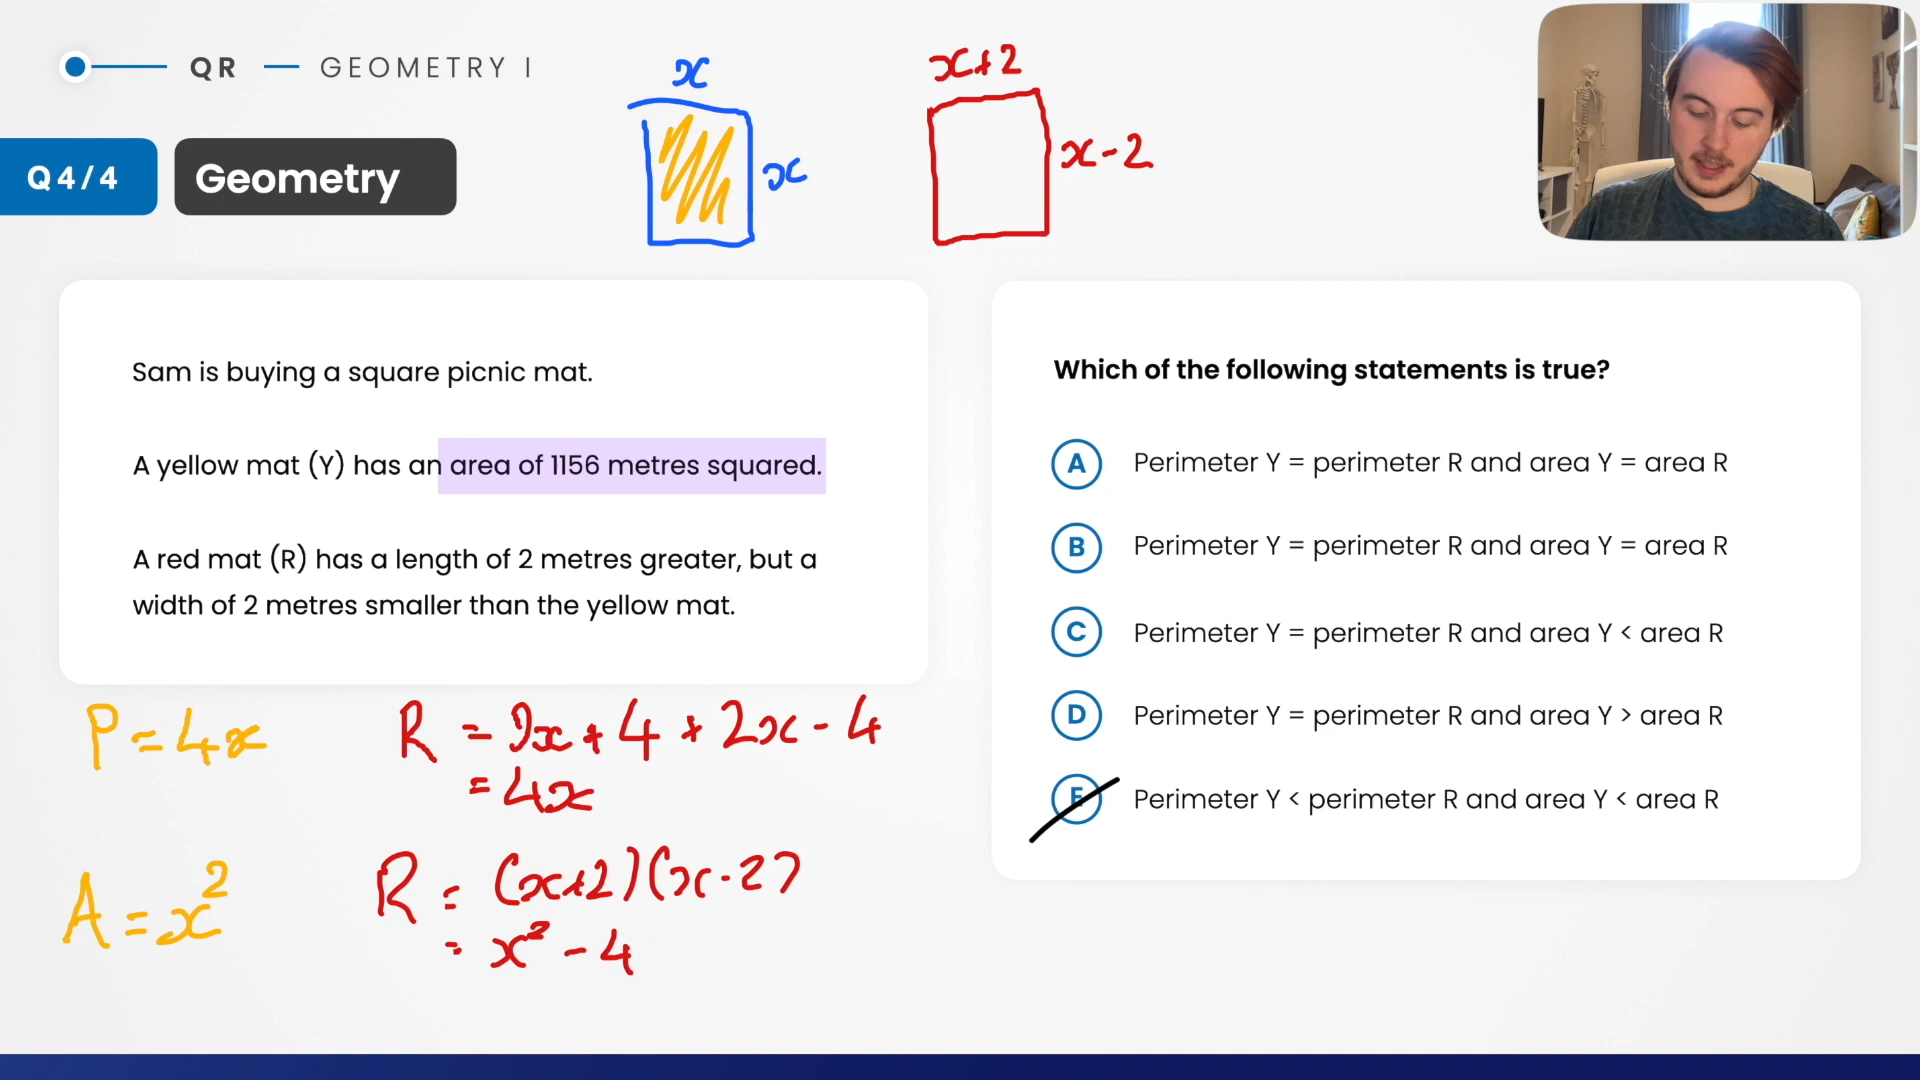 QR — GEOMETRY I
Q4/4
Geometry
x
x
x+2
x-2
Sam is buying a square picnic mat.
A yellow mat (Y) has an area of 1156 metres squared.
A red mat (R) has a length of 2 metres greater, but a
width of 2 metres smaller than the yellow mat.
Which of the following statements is true?
A Perimeter Y = perimeter R and area Y = area R
B Perimeter Y = perimeter R and area Y = area R
C Perimeter Y = perimeter R and area Y < area R
D Perimeter Y = perimeter R and area Y > area R
E Perimeter Y < perimeter R and area Y < area R
P = 4x
R = 2x + 4 + 2x - 4
= 4x
A = x²
R = (x+2)(x-2)
= x² - 4